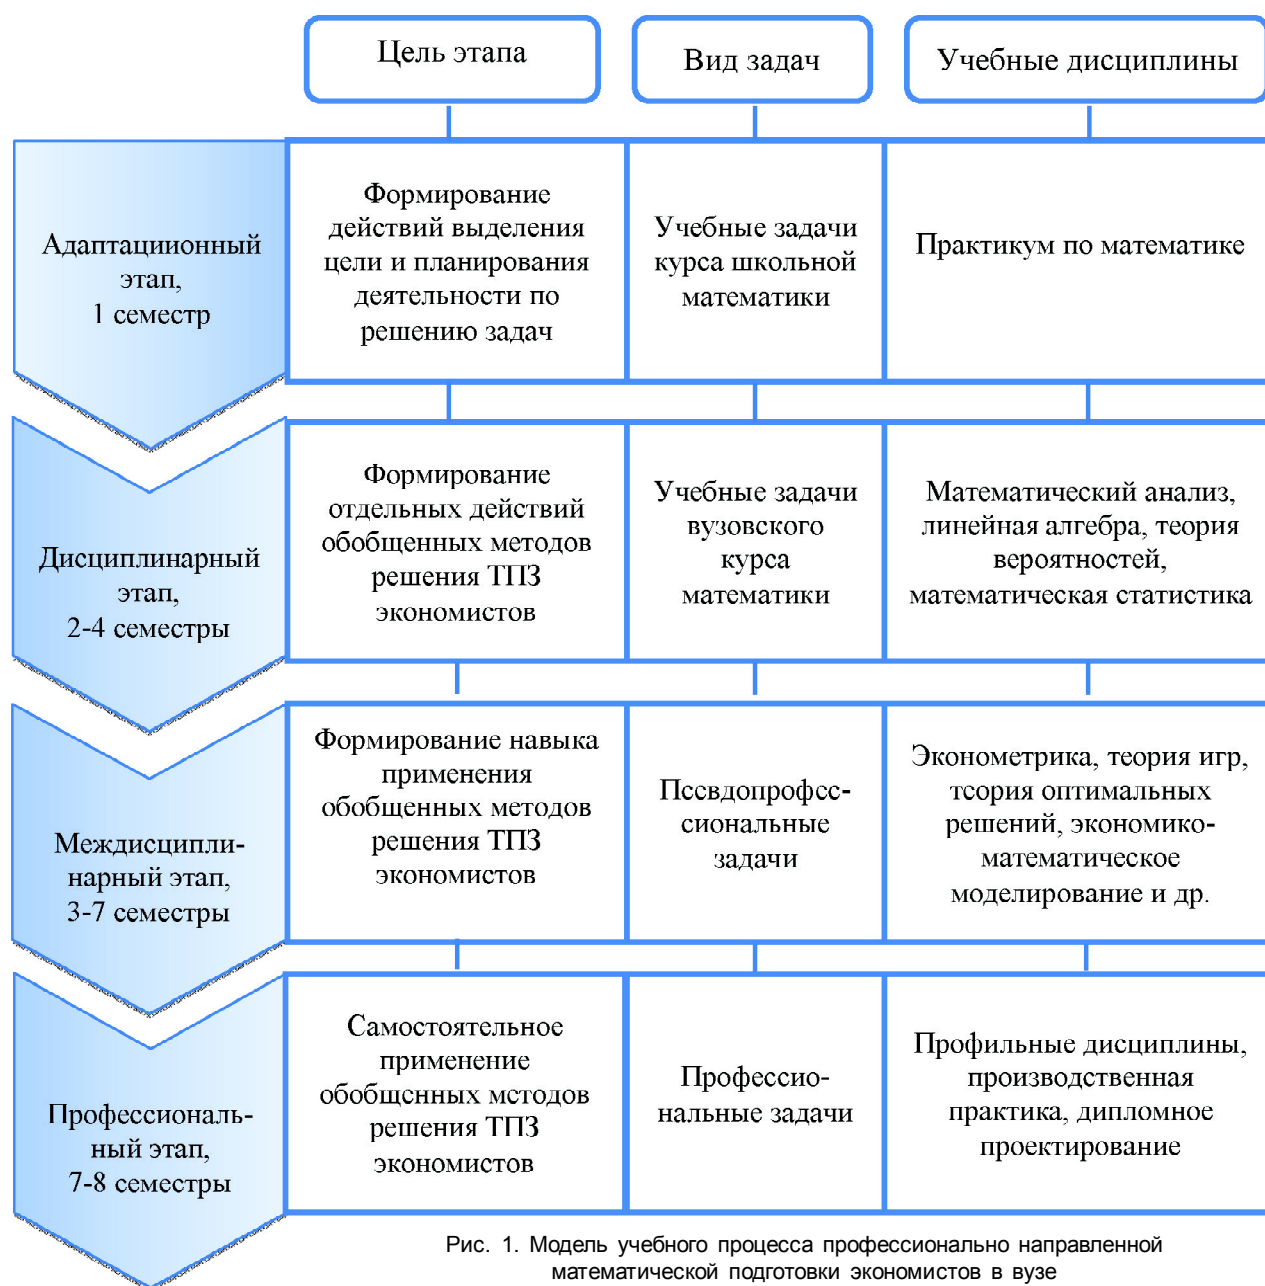 Цель этапа
Вид задач
Учебные дисциплины
Адаптациионный
этап,
1 семестр
Формирование
действий выделения
цели и планирования
деятельности по
решению задач
Учебные задачи
курса школьной
математики
Практикум по математике
Дисциплинарный
этап,
2-4 семестры
Формирование
отдельных действий
обобщенных методов
решения ТПЗ
экономистов
Учебные задачи
вузовского
курса
математики
Математический анализ,
линейная алгебра, теория
вероятностей,
математическая статистика
Междисципли-
нарный этап,
3-7 семестры
Формирование навыка
применения
обобщенных методов
решения ТПЗ
экономистов
Псевдопрофес-
сиональные
задачи
Эконометрика, теория игр,
теория оптимальных
решений, экономико-
математическое
моделирование и др.
Профессиональ-
ный этап,
7-8 семестры
Самостоятельное
применение
обобщенных методов
решения ТПЗ
экономистов
Профессио-
нальные задачи
Профильные дисциплины,
производственная
практика, дипломное
проектирование
Рис. 1. Модель учебного процесса профессионально направленной
математической подготовки экономистов в вузе